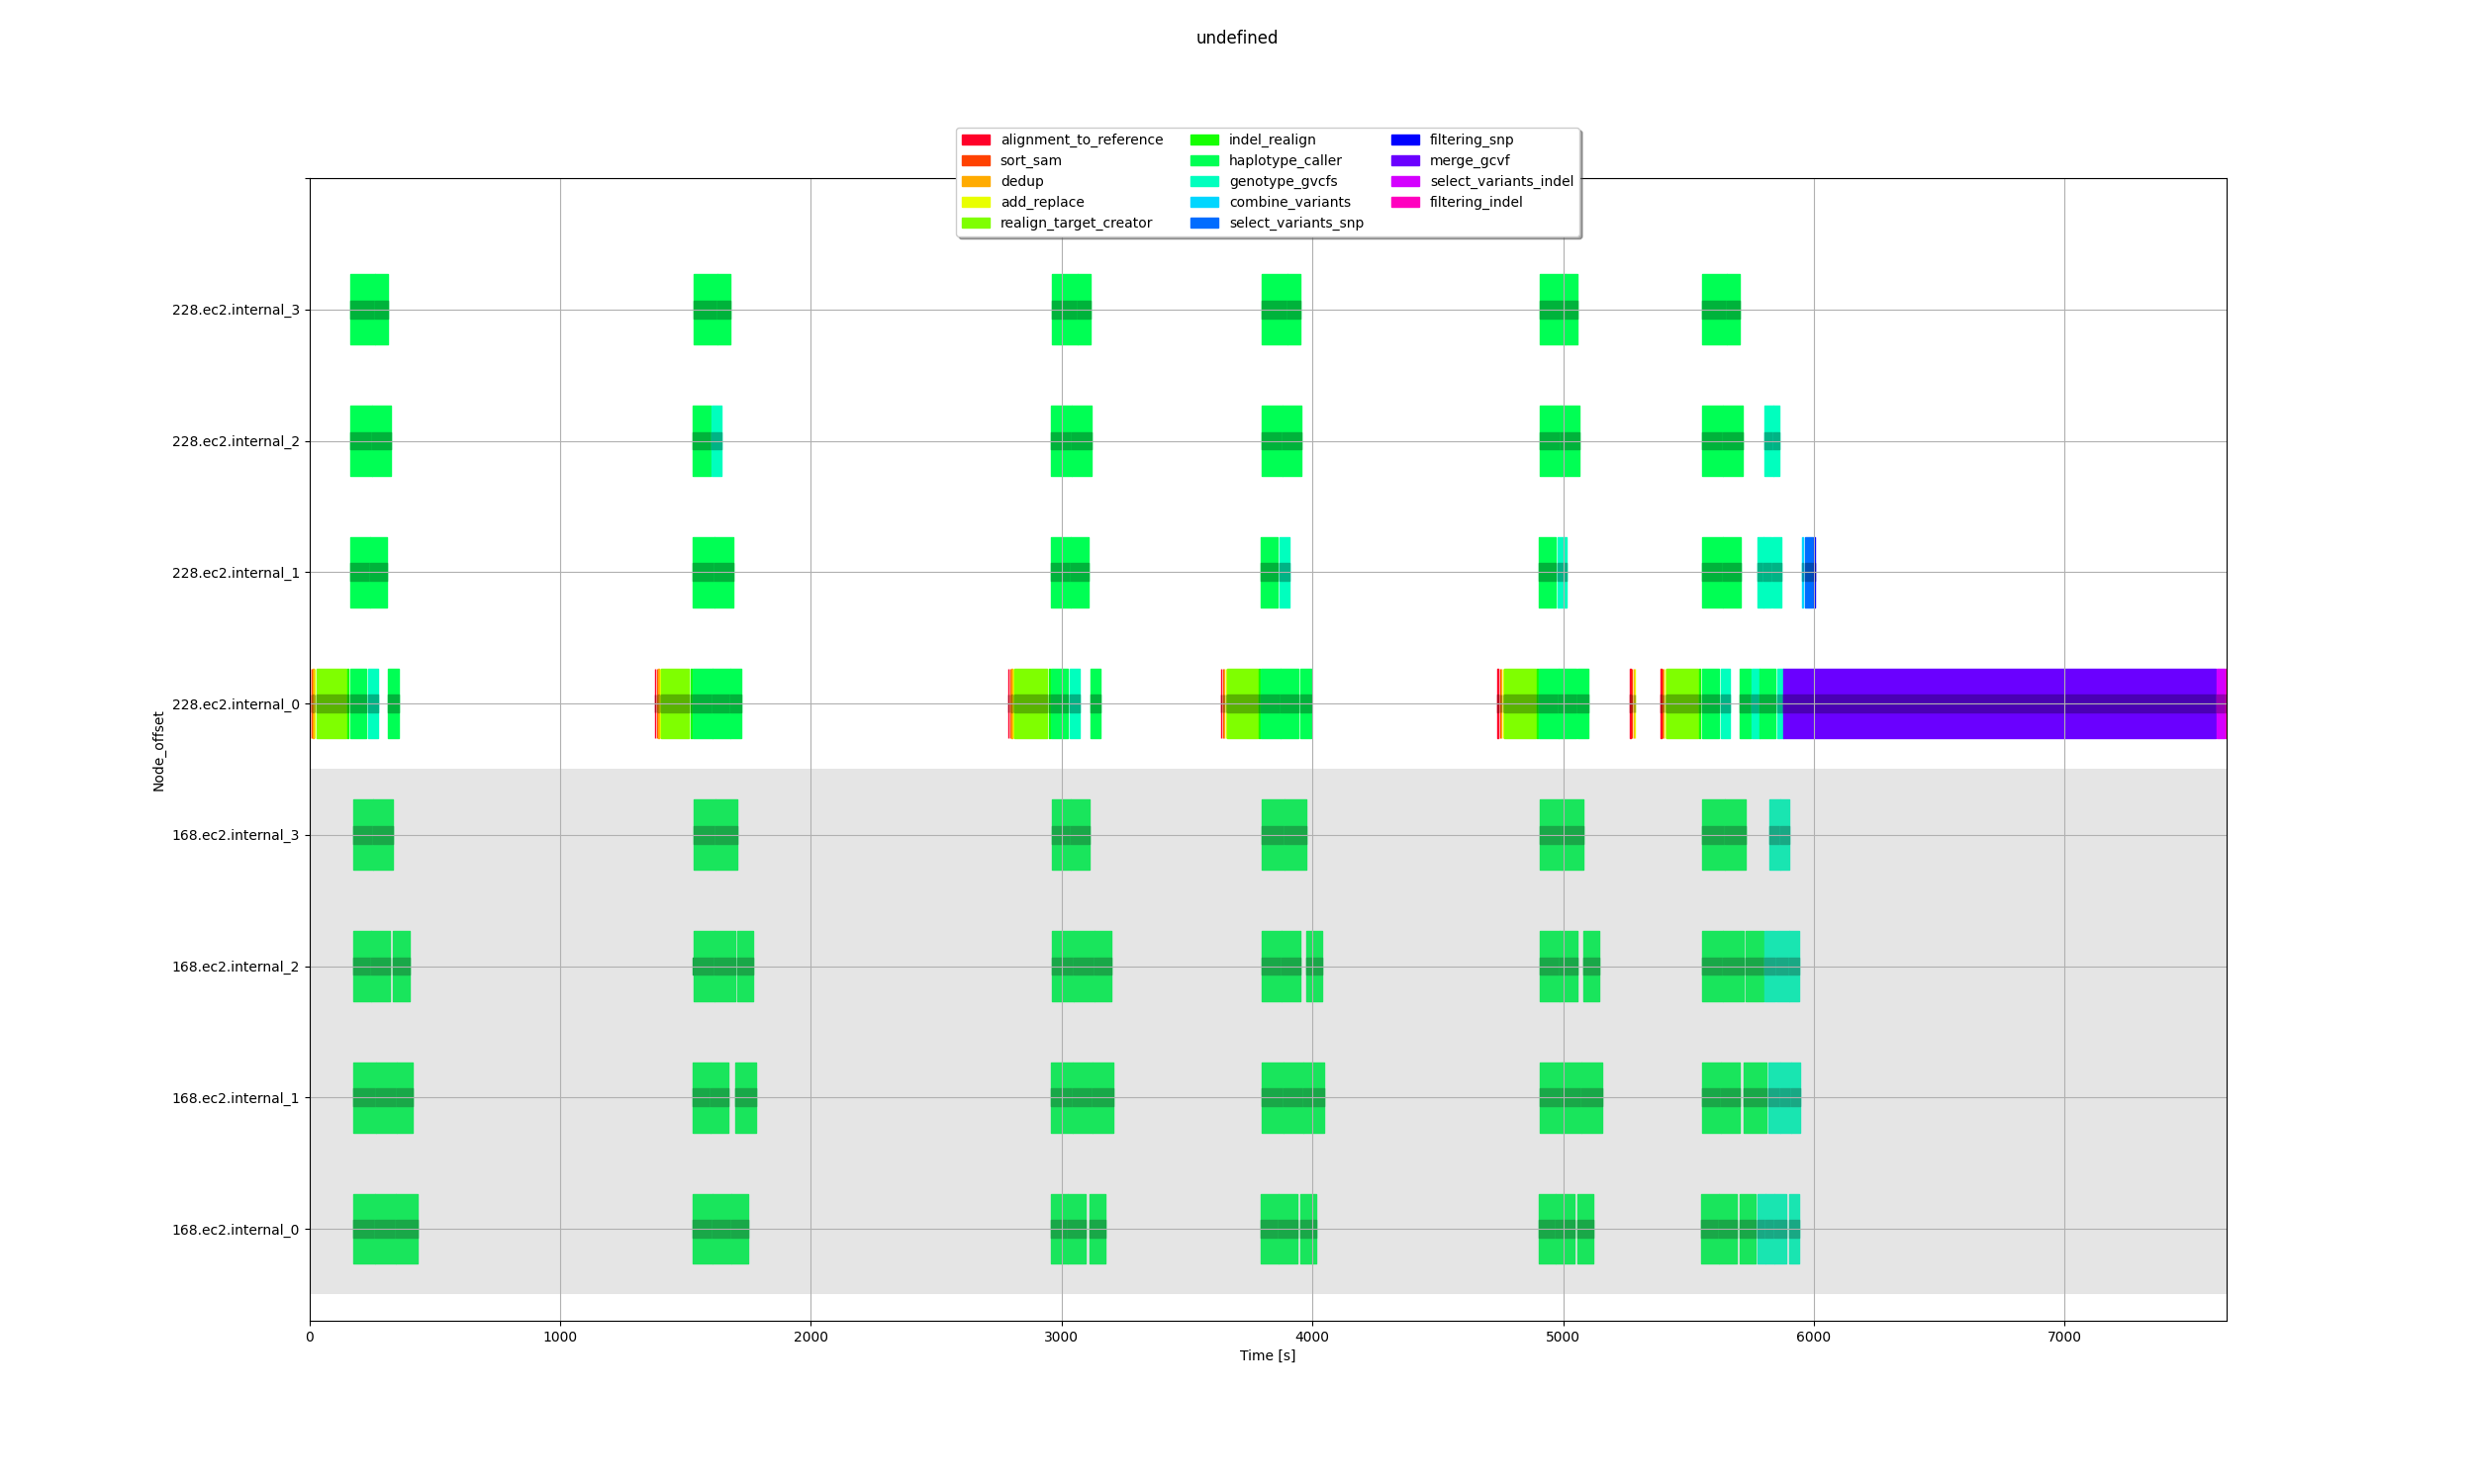 undefined
alignment_to_reference
sort_sam
dedup
add_replace
realign_target_creator
indel_realign
haplotype_caller
genotype_gvcfs
combine_variants
select_variants_snp
filtering_snp
merge_gcvf
select_variants_indel
filtering_indel
Node_offset
228.ec2.internal_3
228.ec2.internal_2
228.ec2.internal_1
228.ec2.internal_0
168.ec2.internal_3
168.ec2.internal_2
168.ec2.internal_1
168.ec2.internal_0
0 1000 2000 3000 4000 5000 6000 7000
Time [s]